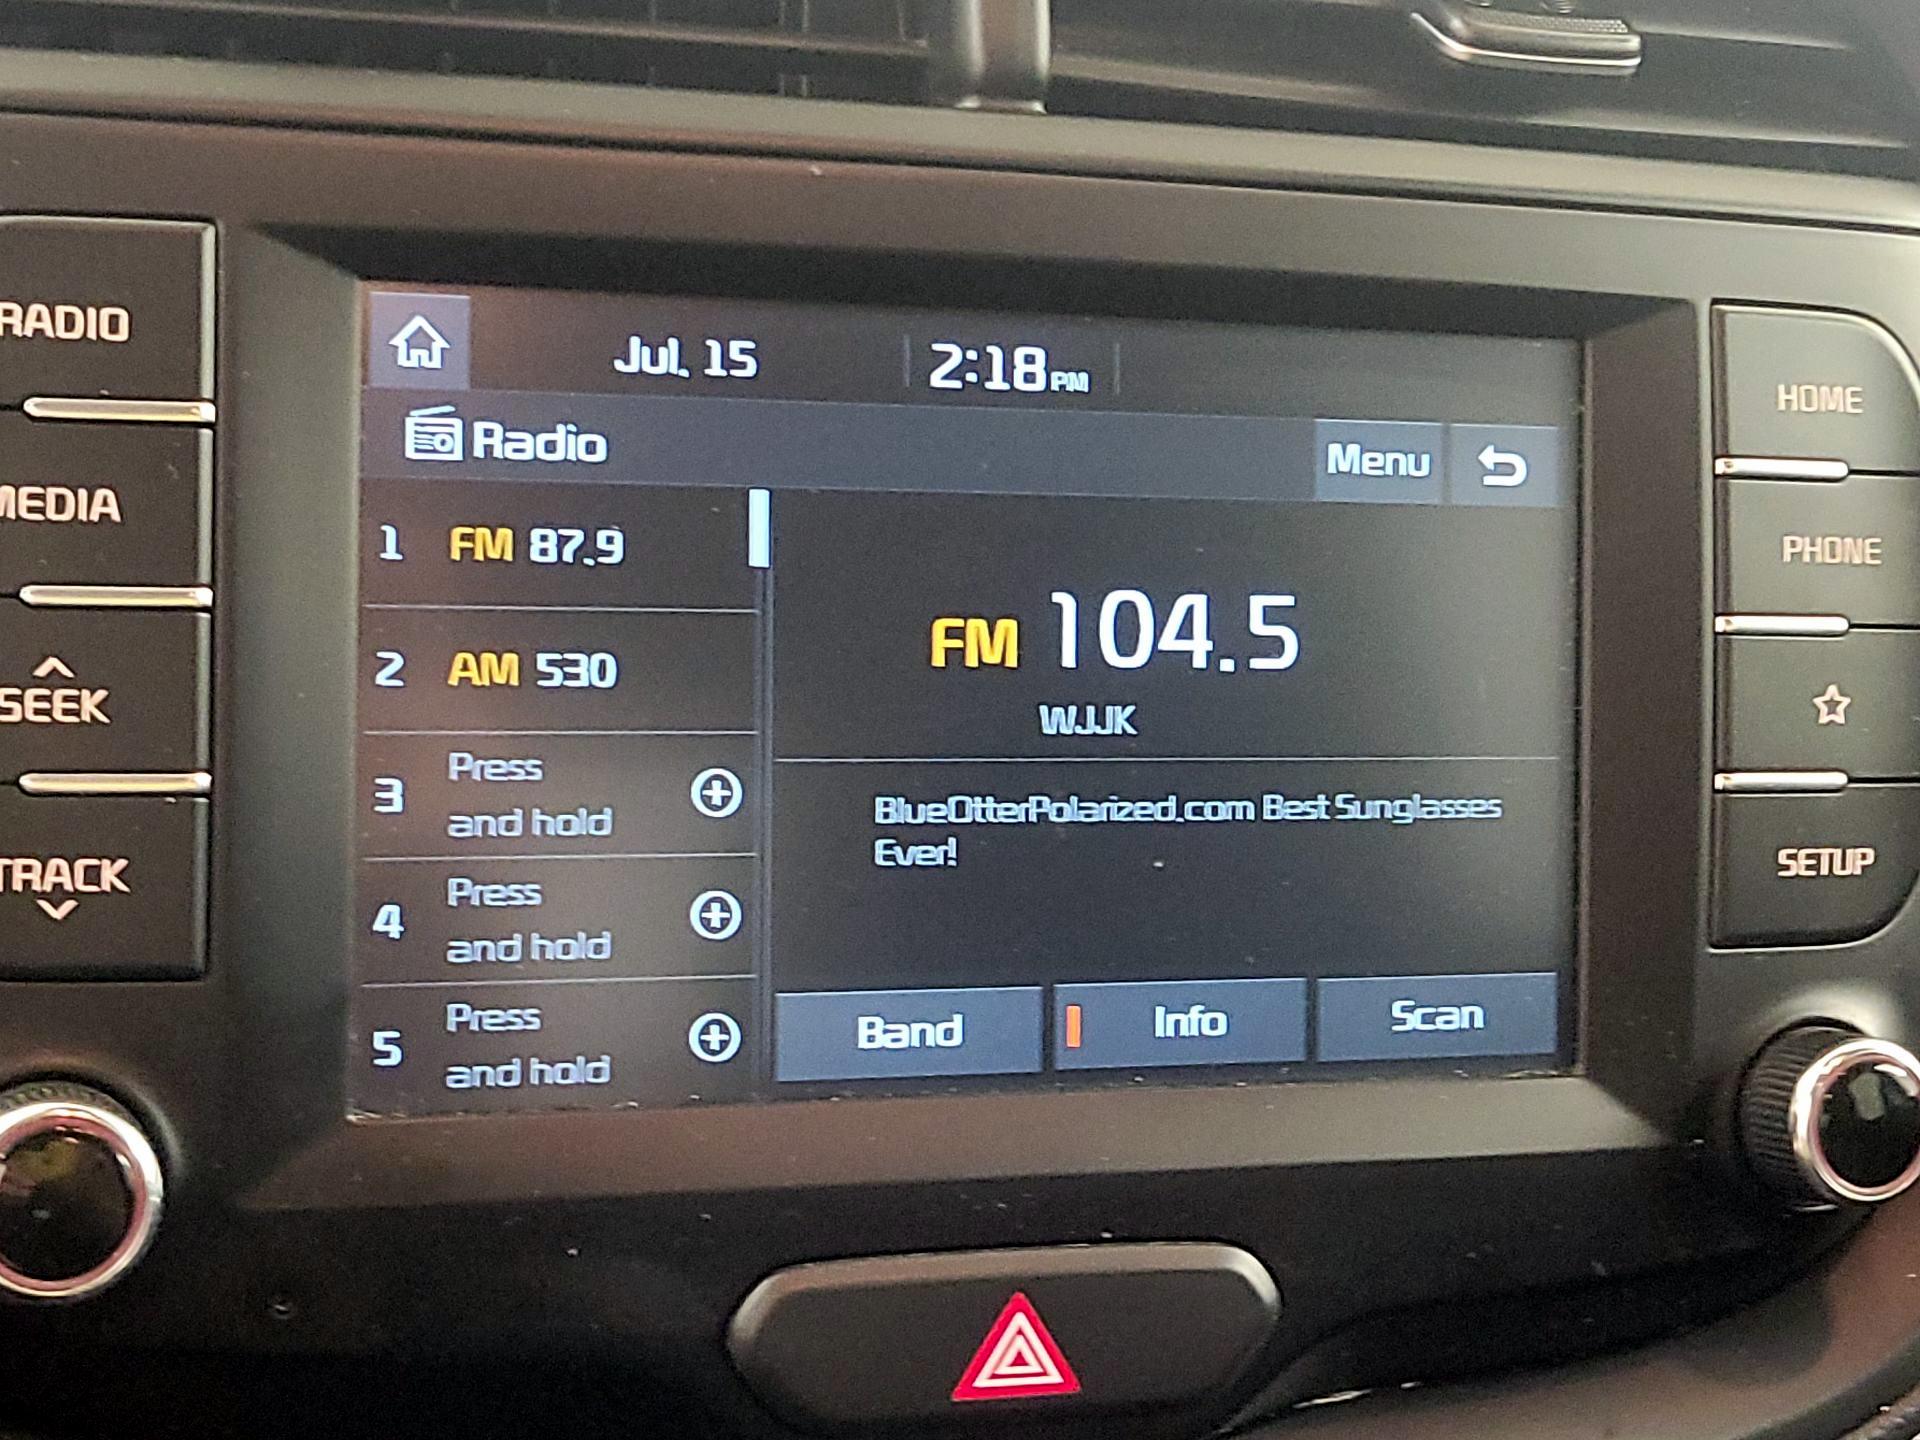 Jul. 15
2:18 PM
Radio
Menu
1 FM 87.9
2 AM 530
3 Press
and hold
4 Press
and hold
5 Press
and hold
FM 104.5
WJJK
BlueOtterPolarized.com Best Sunglasses
Ever!
Band
Info
Scan
RADIO
MEDIA
SEEK
TRACK
HOME
PHONE
SETUP